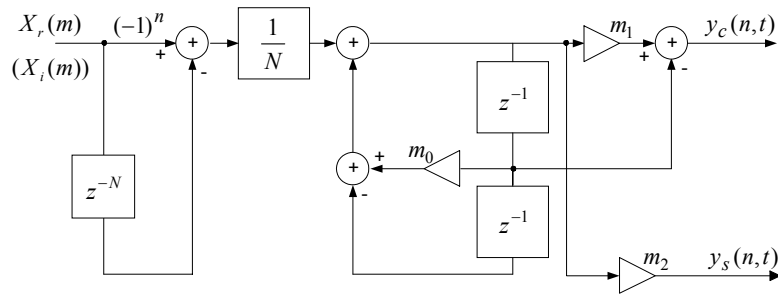 X_r(m) (-1)^n
(X_i(m))
+ + -
1/N
+
m_1 + + -
y_c(n,t)
z^{-1}
z^{-N}
+ + -
m_0
z^{-1}
m_2
y_s(n,t)